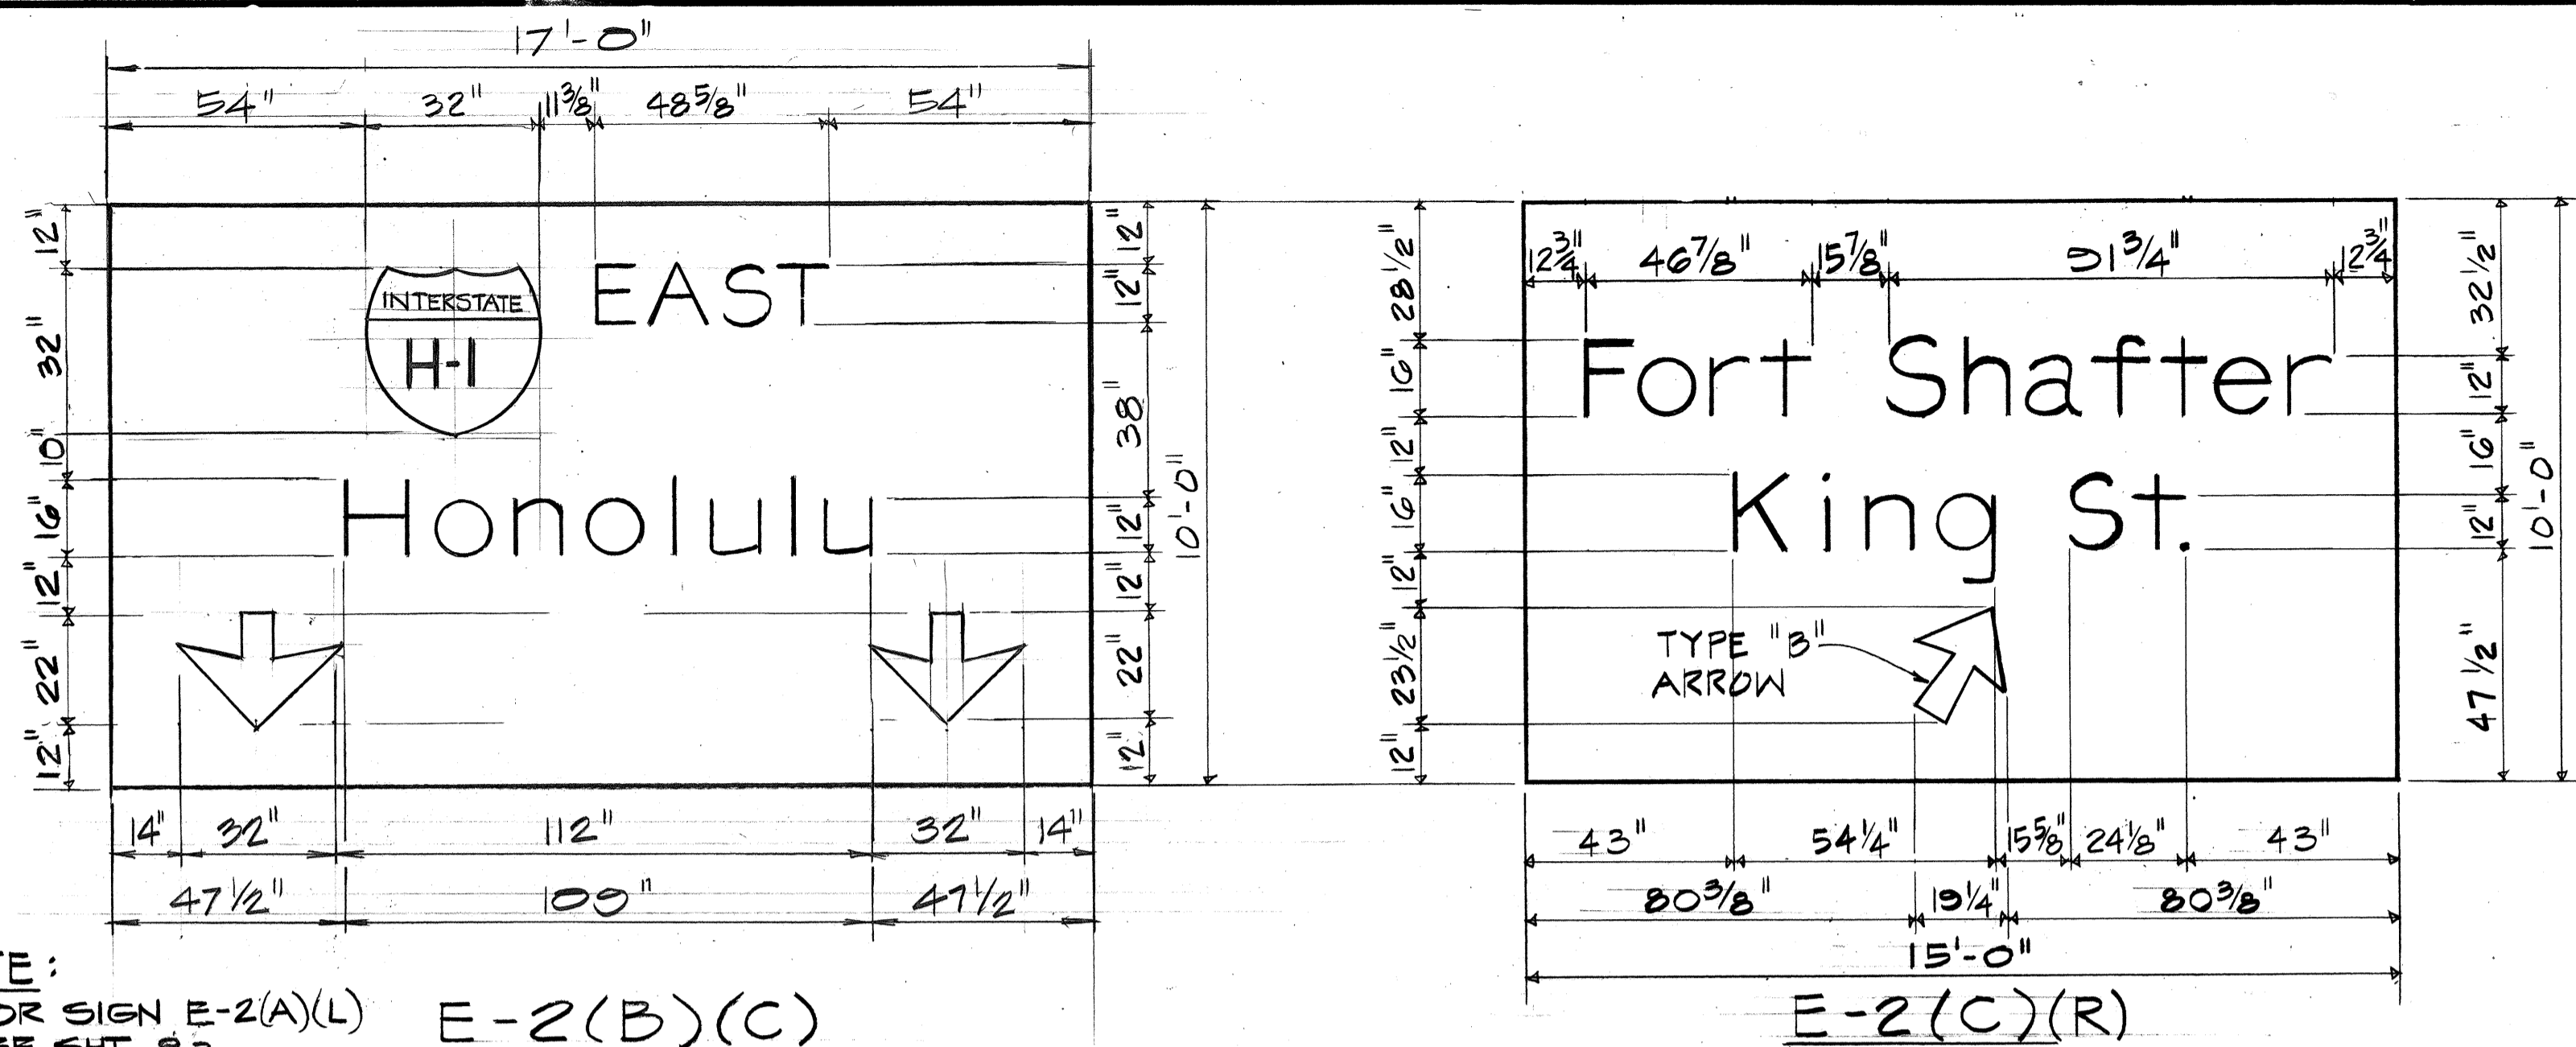 17'-0"
54" 32" 11 3/8" 48 5/8" 54"
12"
32"
10"
16"
12"
22"
12"
INTERSTATE
H-1
EAST
Honolulu
12"
12"
38"
12"
12"
22"
12"
10'-0"
14" 32" 112" 32" 14"
47 1/2" 109" 47 1/2"
TE:
OR SIGN E-2(A)(L)
E-2(B)(C)
28 1/2"
16"
12"
16"
12"
23 1/2"
12"
12 3/4" 46 7/8" 15 7/8" 91 3/4" 12 3/4"
Fort Shafter
King St.
TYPE "B"
ARROW
32 1/2"
12"
16"
12"
47 1/2"
10'-0"
43" 54 1/4" 15 5/8" 24 1/8" 43"
80 3/8" 19 1/4" 80 3/8"
15'-0"
E-2(C)(R)